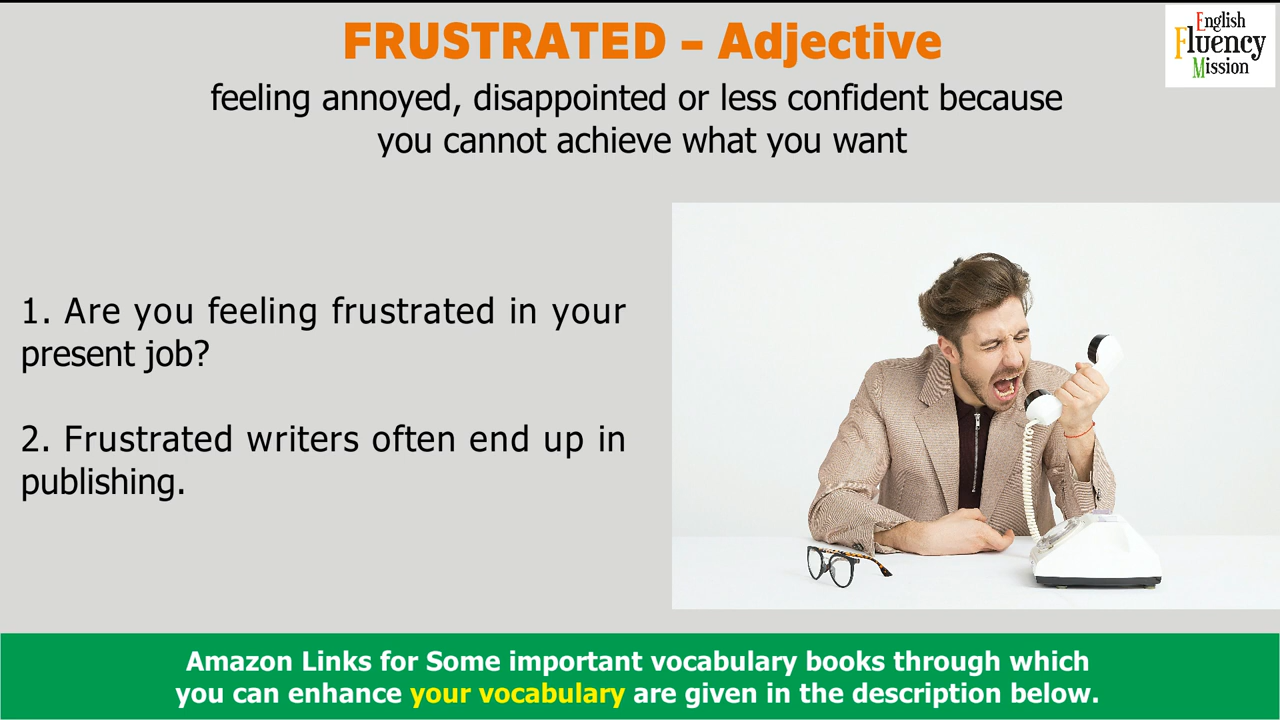 FRUSTRATED – Adjective
English
Fluency
Mission
feeling annoyed, disappointed or less confident because
you cannot achieve what you want
1. Are you feeling frustrated in your
present job?
2. Frustrated writers often end up in
publishing.
Amazon Links for Some important vocabulary books through which
you can enhance your vocabulary are given in the description below.